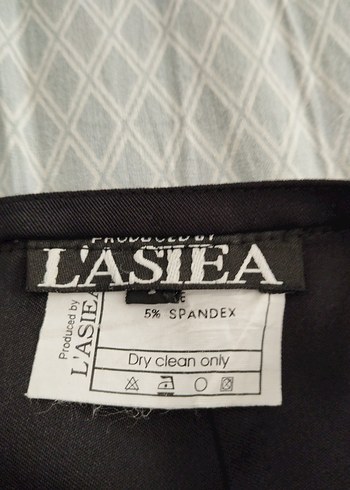 PRODUCED BY
L'ASIEA
5% SPANDEX
Produced by
L'ASIE
Dry clean only